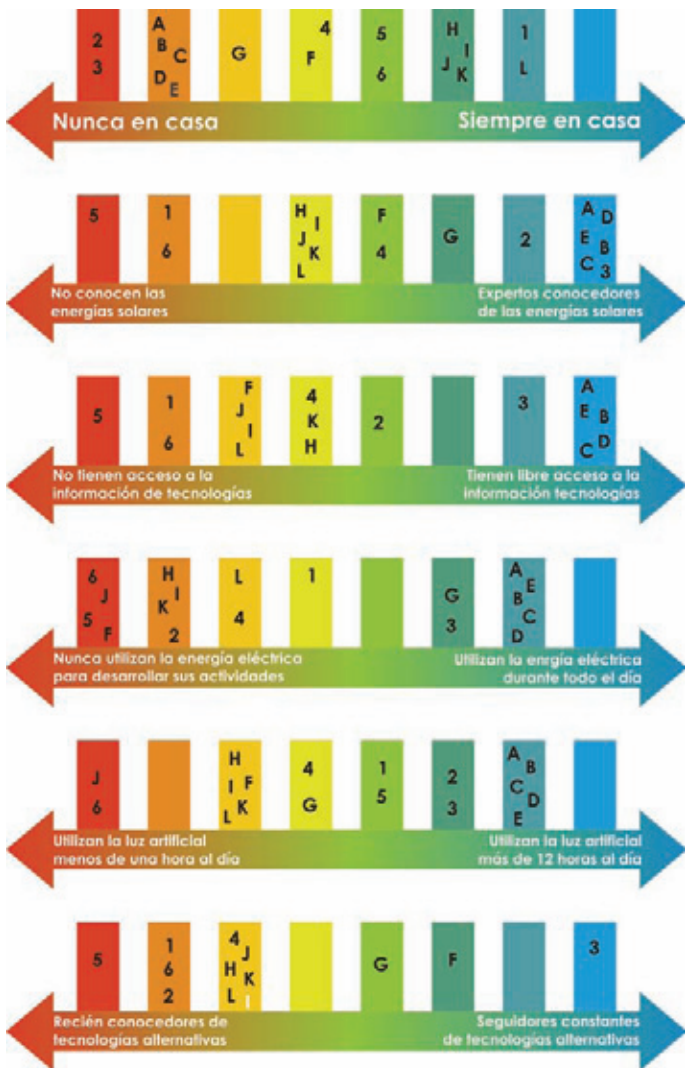 2
3
A
B C
D E
G
4
F
5
6
H
I
J K
1
L
Nunca en casa
Siempre en casa
5
1
6
H I
J K
L
F
4
G
2
A D
E B
C 3
No conocen las
energías solares
Expertos conocedores
de las energías solares
5
1
6
F
J
I
L
4
K
H
2
3
A
E B
C D
No tienen acceso a la
información de tecnologías
Tienen libre acceso a la
información tecnologías
6
J
5 F
H
I
K
2
L
4
1
G
3
A E
B C
D
Nunca utilizan la energía eléctrica
para desarrollar sus actividades
Utilizan la enrgía eléctrica
durante todo el día
J
6
H
I F
L K
4
G
1
5
2
3
A B
C D
E
Utilizan la luz artificial
menos de una hora al día
Utilizan la luz artificial
más de 12 horas al día
5
1
6
2
4 J
H K
L I
G
F
3
Recién conocedores de
tecnologías alternativas
Seguidores constantes
de tecnologías alternativas